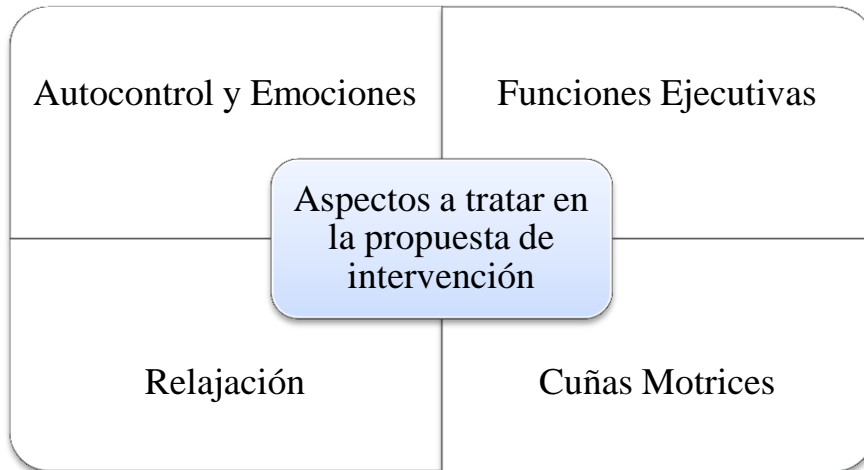 Autocontrol y Emociones
Funciones Ejecutivas
Aspectos a tratar en
la propuesta de
intervención
Relajación
Cuñas Motrices